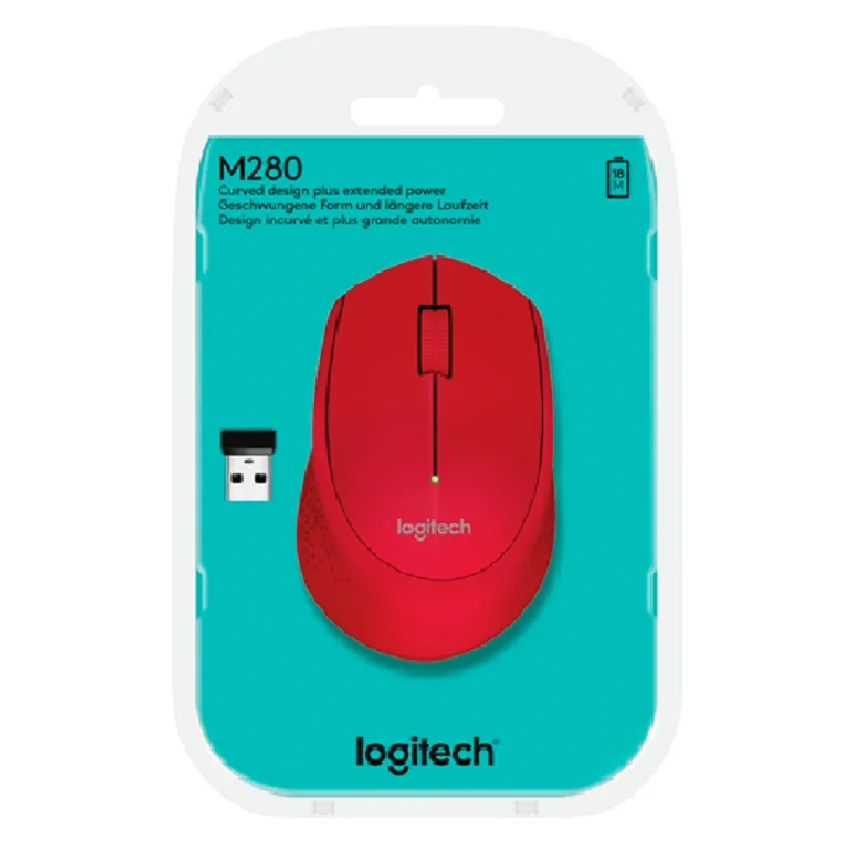 M280
Curved design plus extended power
Geschwungene Form und längere Laufzeit
Design incurvé et plus grande autonomie
18
M
logitech
logitech